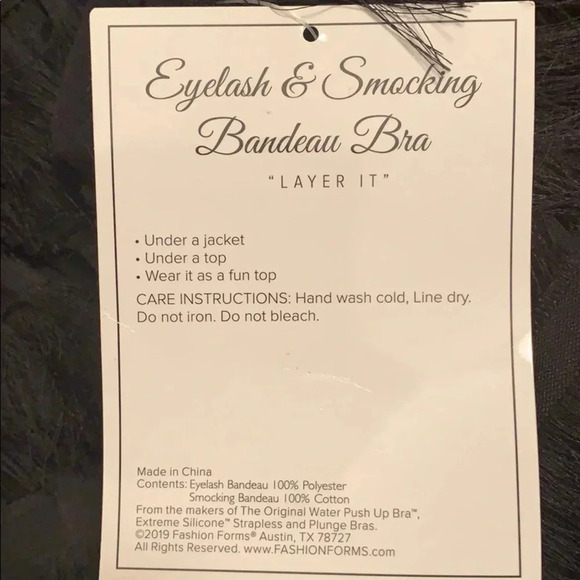 Eyelash & Smocking
Bandeau Bra
"LAYER IT"
• Under a jacket
• Under a top
• Wear it as a fun top
CARE INSTRUCTIONS: Hand wash cold, Line dry.
Do not iron. Do not bleach.
Made in China
Contents: Eyelash Bandeau 100% Polyester
Smocking Bandeau 100% Cotton
From the makers of The Original Water Push Up Bra™,
Extreme Silicone™ Strapless and Plunge Bras.
©2019 Fashion Forms® Austin, TX 78727
All Rights Reserved. www.FASHIONFORMS.com